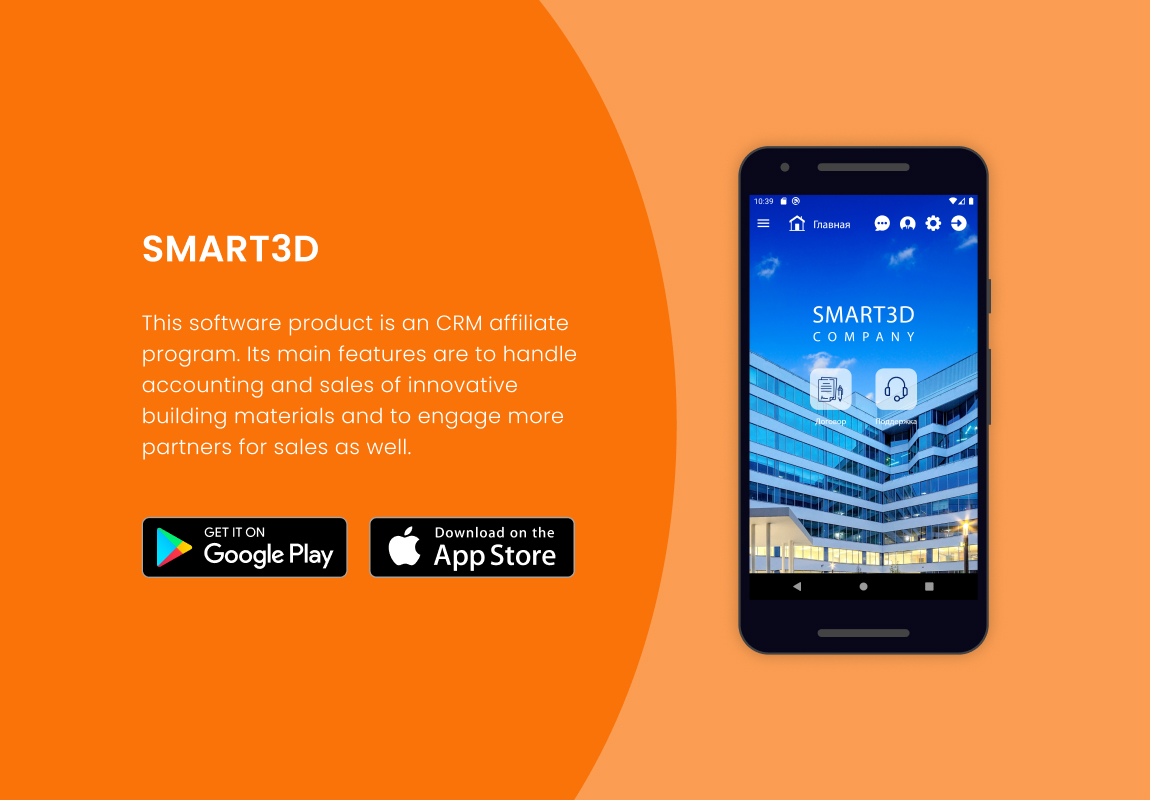 SMART3D
This software product is an CRM affiliate
program. Its main features are to handle
accounting and sales of innovative
building materials and to engage more
partners for sales as well.
GET IT ON
Google Play
Download on the
App Store
10:39
Главная
SMART3D
COMPANY
Договор
Поддержка